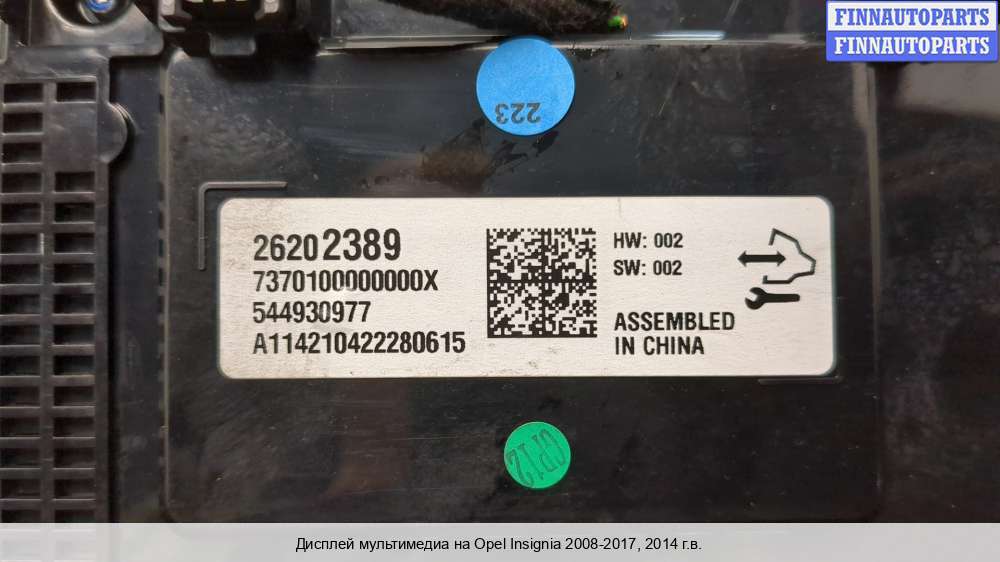 FINNAUTOPARTS
FINNAUTOPARTS
223
26202389
7370100000000X
544930977
A114210422280615
HW: 002
SW: 002
ASSEMBLED
IN CHINA
CP12
Дисплей мультимедиа на Opel Insignia 2008-2017, 2014 г.в.